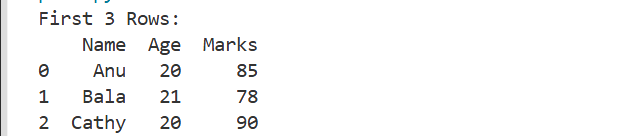 First 3 Rows:
Name Age Marks
0 Anu 20 85
1 Bala 21 78
2 Cathy 20 90